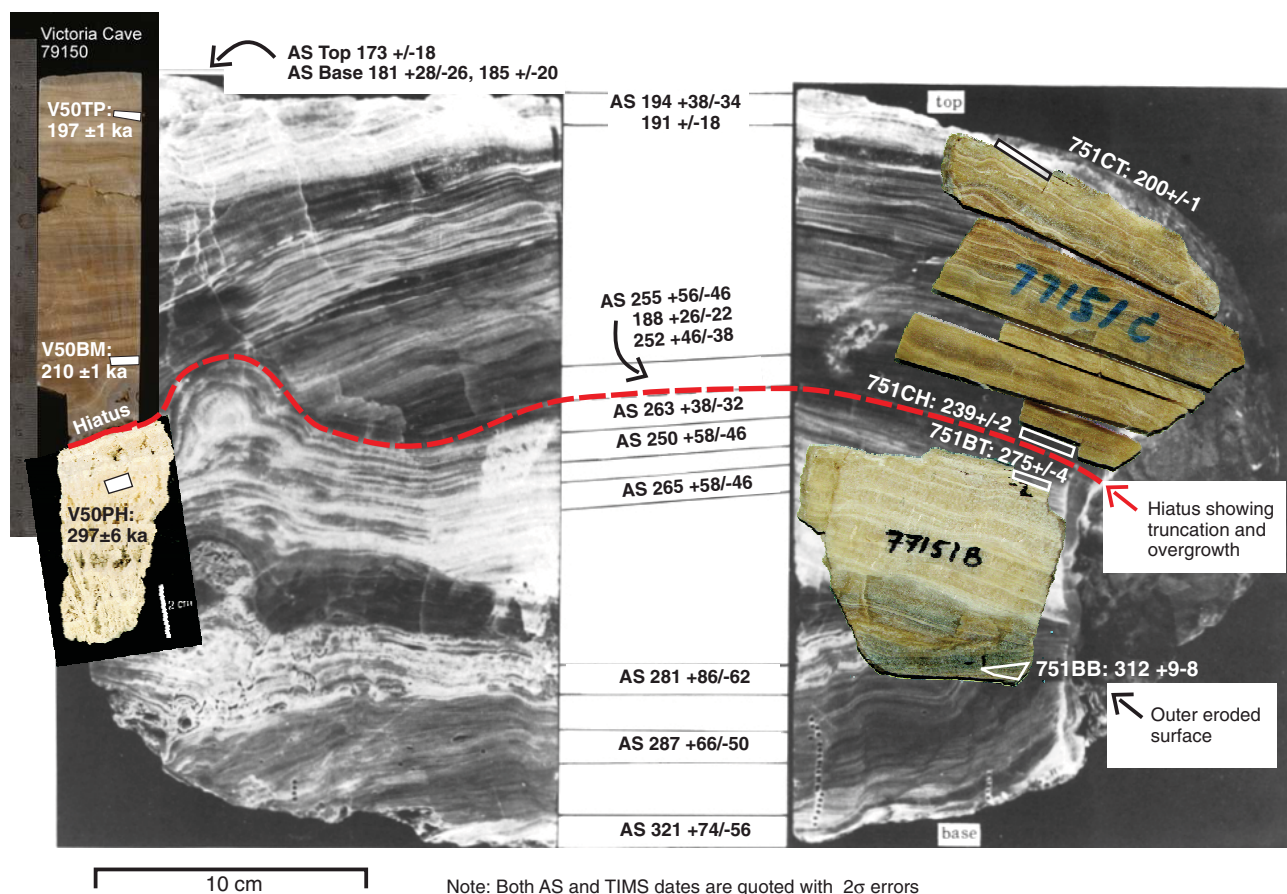 Victoria Cave
79150
V50TP:
197 ±1 ka
V50BM:
210 ±1 ka
Hiatus
V50PH:
297±6 ka
2 cm
AS Top 173 +/-18
AS Base 181 +28/-26, 185 +/-20
AS 194 +38/-34
191 +/-18
AS 255 +56/-46
188 +26/-22
252 +46/-38
AS 263 +38/-32
AS 250 +58/-46
AS 265 +58/-46
AS 281 +86/-62
AS 287 +66/-50
AS 321 +74/-56
top
751CT: 200+/-1
77151C
751CH: 239+/-2
751BT: 275+/-4
-2
77151B
-1
751BB: 312 +9-8
Hiatus showing
truncation and
overgrowth
Outer eroded
surface
base
10 cm
Note: Both AS and TIMS dates are quoted with 2σ errors